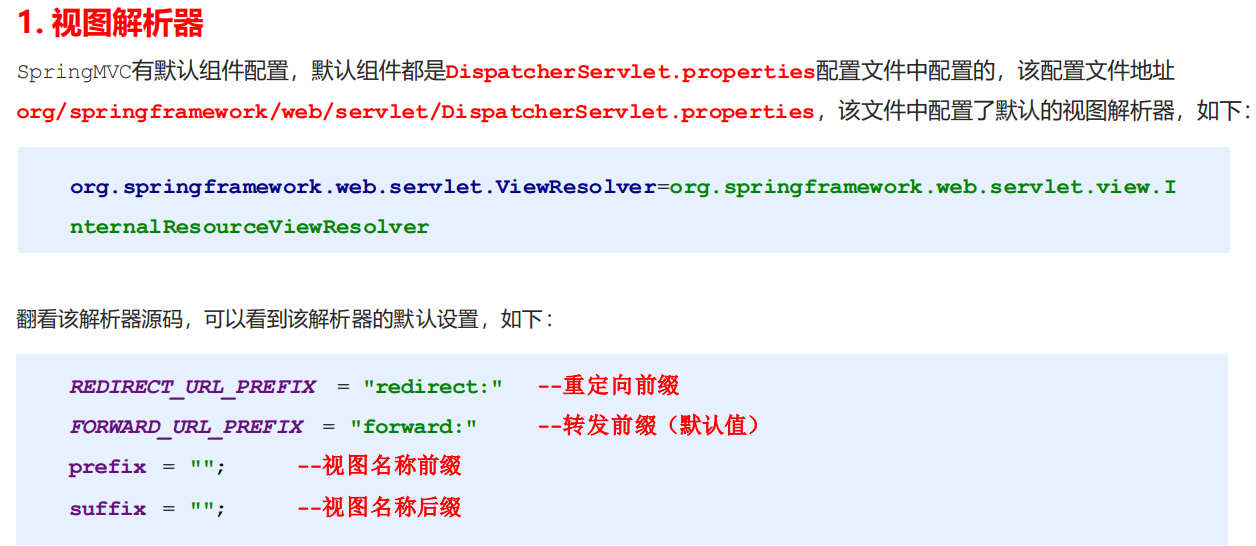 1. 视图解析器
SpringMVC有默认组件配置，默认组件都是DispatcherServlet.properties配置文件中配置的，该配置文件地址
org/springframework/web/servlet/DispatcherServlet.properties，该文件中配置了默认的视图解析器，如下：
org.springframework.web.servlet.ViewResolver=org.springframework.web.servlet.view.I
nternalResourceViewResolver
翻看该解析器源码，可以看到该解析器的默认设置，如下：
REDIRECT_URL_PREFIX = "redirect:" --重定向前缀
FORWARD_URL_PREFIX = "forward:" --转发前缀（默认值）
prefix = ""; --视图名称前缀
suffix = ""; --视图名称后缀